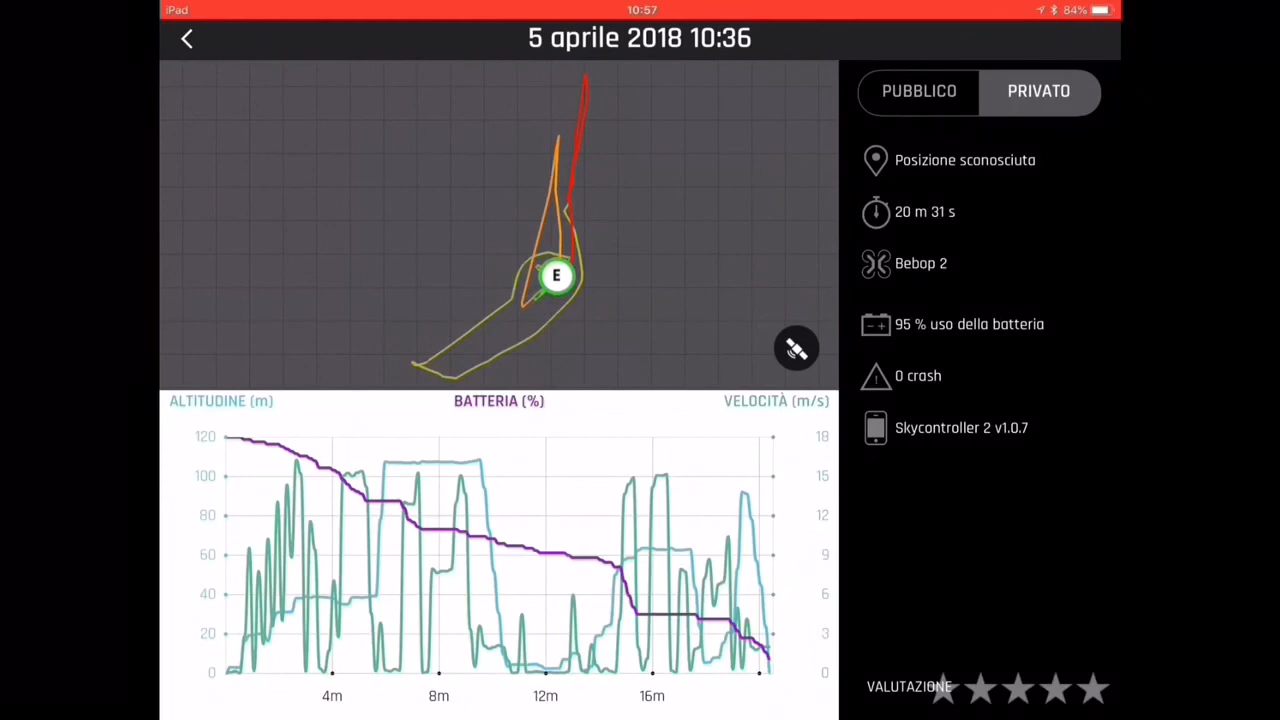 iPad 10:57 84%
5 aprile 2018 10:36
PUBBLICO PRIVATO
Posizione sconosciuta
20 m 31 s
Bebop 2
E
95 % uso della batteria
0 crash
Skycontroller 2 v1.0.7
ALTITUDINE (m) BATTERIA (%) VELOCITÀ (m/s)
120 18
100 15
80 12
60 9
40 6
20 3
0 0
4m 8m 12m 16m
VALUTAZIONE